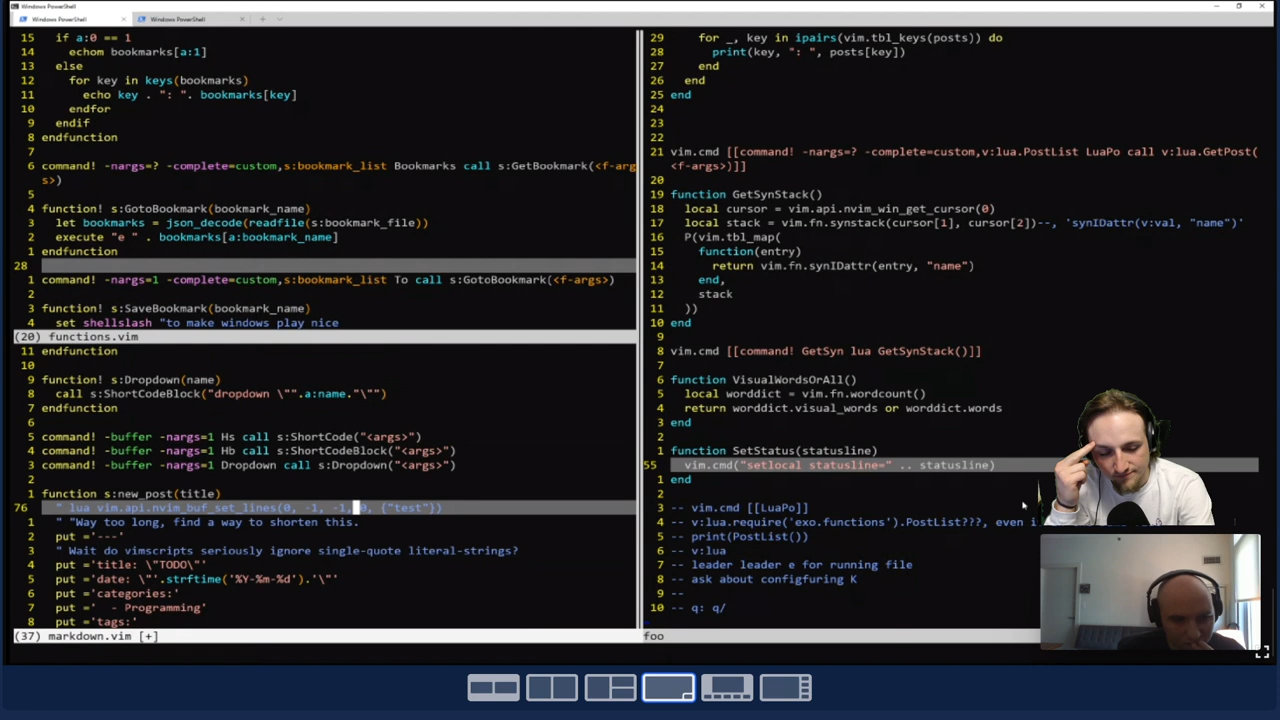 Windows PowerShell
Windows PowerShell
Windows PowerShell
15 if a:0 == 1
14 echom bookmarks[a:1]
13 else
12 for key in keys(bookmarks)
11 echo key . ": ". bookmarks[key]
10 endfor
9 endif
8 endfunction
7
6 command! -nargs=? -complete=custom,s:bookmark_list Bookmarks call s:GetBookmark(<f-arg
s>)
5
4 function! s:GotoBookmark(bookmark_name)
3 let bookmarks = json_decode(readfile(s:bookmark_file))
2 execute "e " . bookmarks[a:bookmark_name]
1 endfunction
28
1 command! -nargs=1 -complete=custom,s:bookmark_list To call s:GotoBookmark(<f-args>)
2
3 function! s:SaveBookmark(bookmark_name)
4 set shellslash "to make windows play nice
(20) functions.vim
11 endfunction
10
9 function! s:Dropdown(name)
8 call s:ShortCodeBlock("dropdown \"".a:name."\"")
7 endfunction
6
5 command! -buffer -nargs=1 Hs call s:ShortCode("<args>")
4 command! -buffer -nargs=1 Hb call s:ShortCodeBlock("<args>")
3 command! -buffer -nargs=1 Dropdown call s:Dropdown("<args>")
2
1 function s:new_post(title)
76 " lua vim.api.nvim_buf_set_lines(0, -1, -1, 0, {"test"})
1 " "Way too long, find a way to shorten this.
2 put ='---'
3 " Wait do vimscripts seriously ignore single-quote literal-strings?
4 put ='title: \"TODO\"'
5 put ='date: \"'.strftime('%Y-%m-%d').'\"'
6 put ='categories:'
7 put =' - Programming'
8 put ='tags:'
(37) markdown.vim [+]
29 for _, key in ipairs(vim.tbl_keys(posts)) do
28 print(key, ": ", posts[key])
27 end
26 end
25 end
24
23
22
21 vim.cmd [[command! -nargs=? -complete=custom,v:lua.PostList LuaPo call v:lua.GetPost(
<f-args>)]]
20
19 function GetSynStack()
18 local cursor = vim.api.nvim_win_get_cursor(0)
17 local stack = vim.fn.synstack(cursor[1], cursor[2])--, 'synIDattr(v:val, "name")'
16 P(vim.tbl_map(
15 function(entry)
14 return vim.fn.synIDattr(entry, "name")
13 end,
12 stack
11 ))
10 end
9
8 vim.cmd [[command! GetSyn lua GetSynStack()]]
7
6 function VisualWordsOrAll()
5 local worddict = vim.fn.wordcount()
4 return worddict.visual_words or worddict.words
3 end
2
1 function SetStatus(statusline)
55 vim.cmd("setlocal statusline=" .. statusline)
1 end
2
3 -- vim.cmd [[LuaPo]]
4 -- v:lua.require('exo.functions').PostList???, even i
5 -- print(PostList())
6 -- v:lua
7 -- leader leader e for running file
8 -- ask about configfuring K
9 --
10 -- q: q/
foo